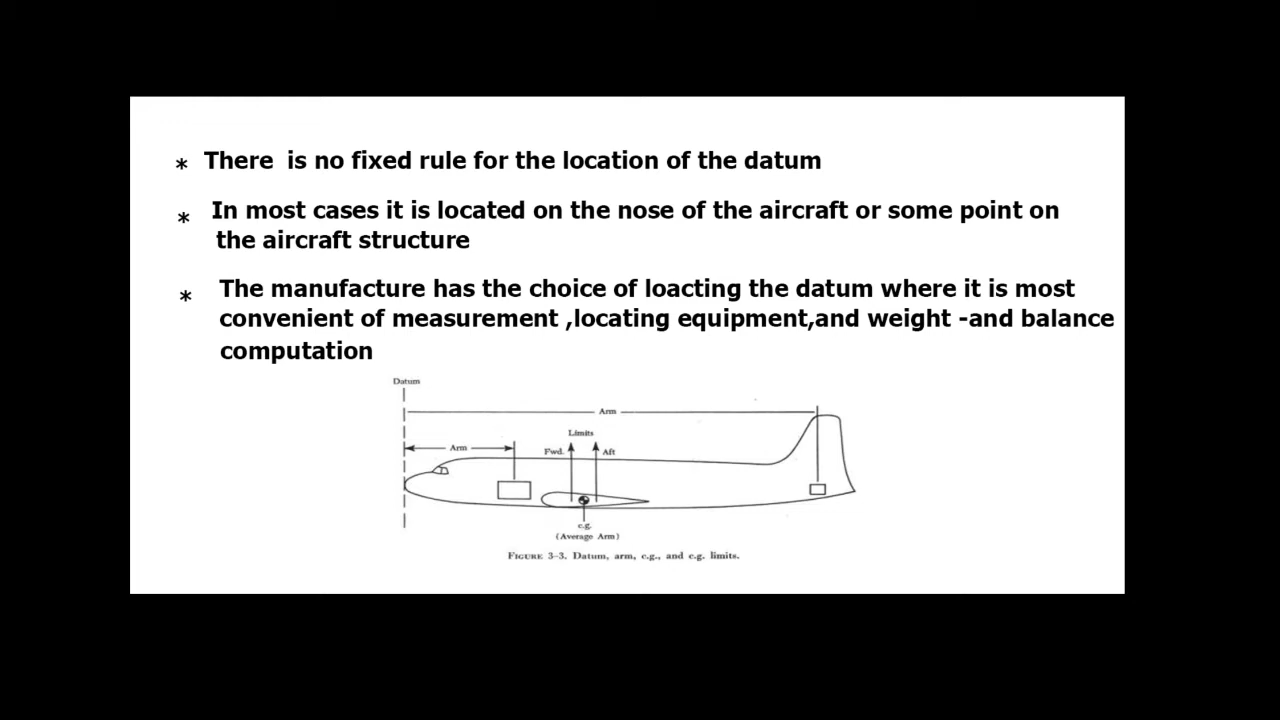 * There is no fixed rule for the location of the datum
* In most cases it is located on the nose of the aircraft or some point on
the aircraft structure
* The manufacture has the choice of loacting the datum where it is most
convenient of measurement ,locating equipment,and weight -and balance
computation
Datum
Arm
Limits
Arm
Fwd. Aft
c.g.
(Average Arm)
FIGURE 3-3. Datum, arm, c.g., and c.g. limits.